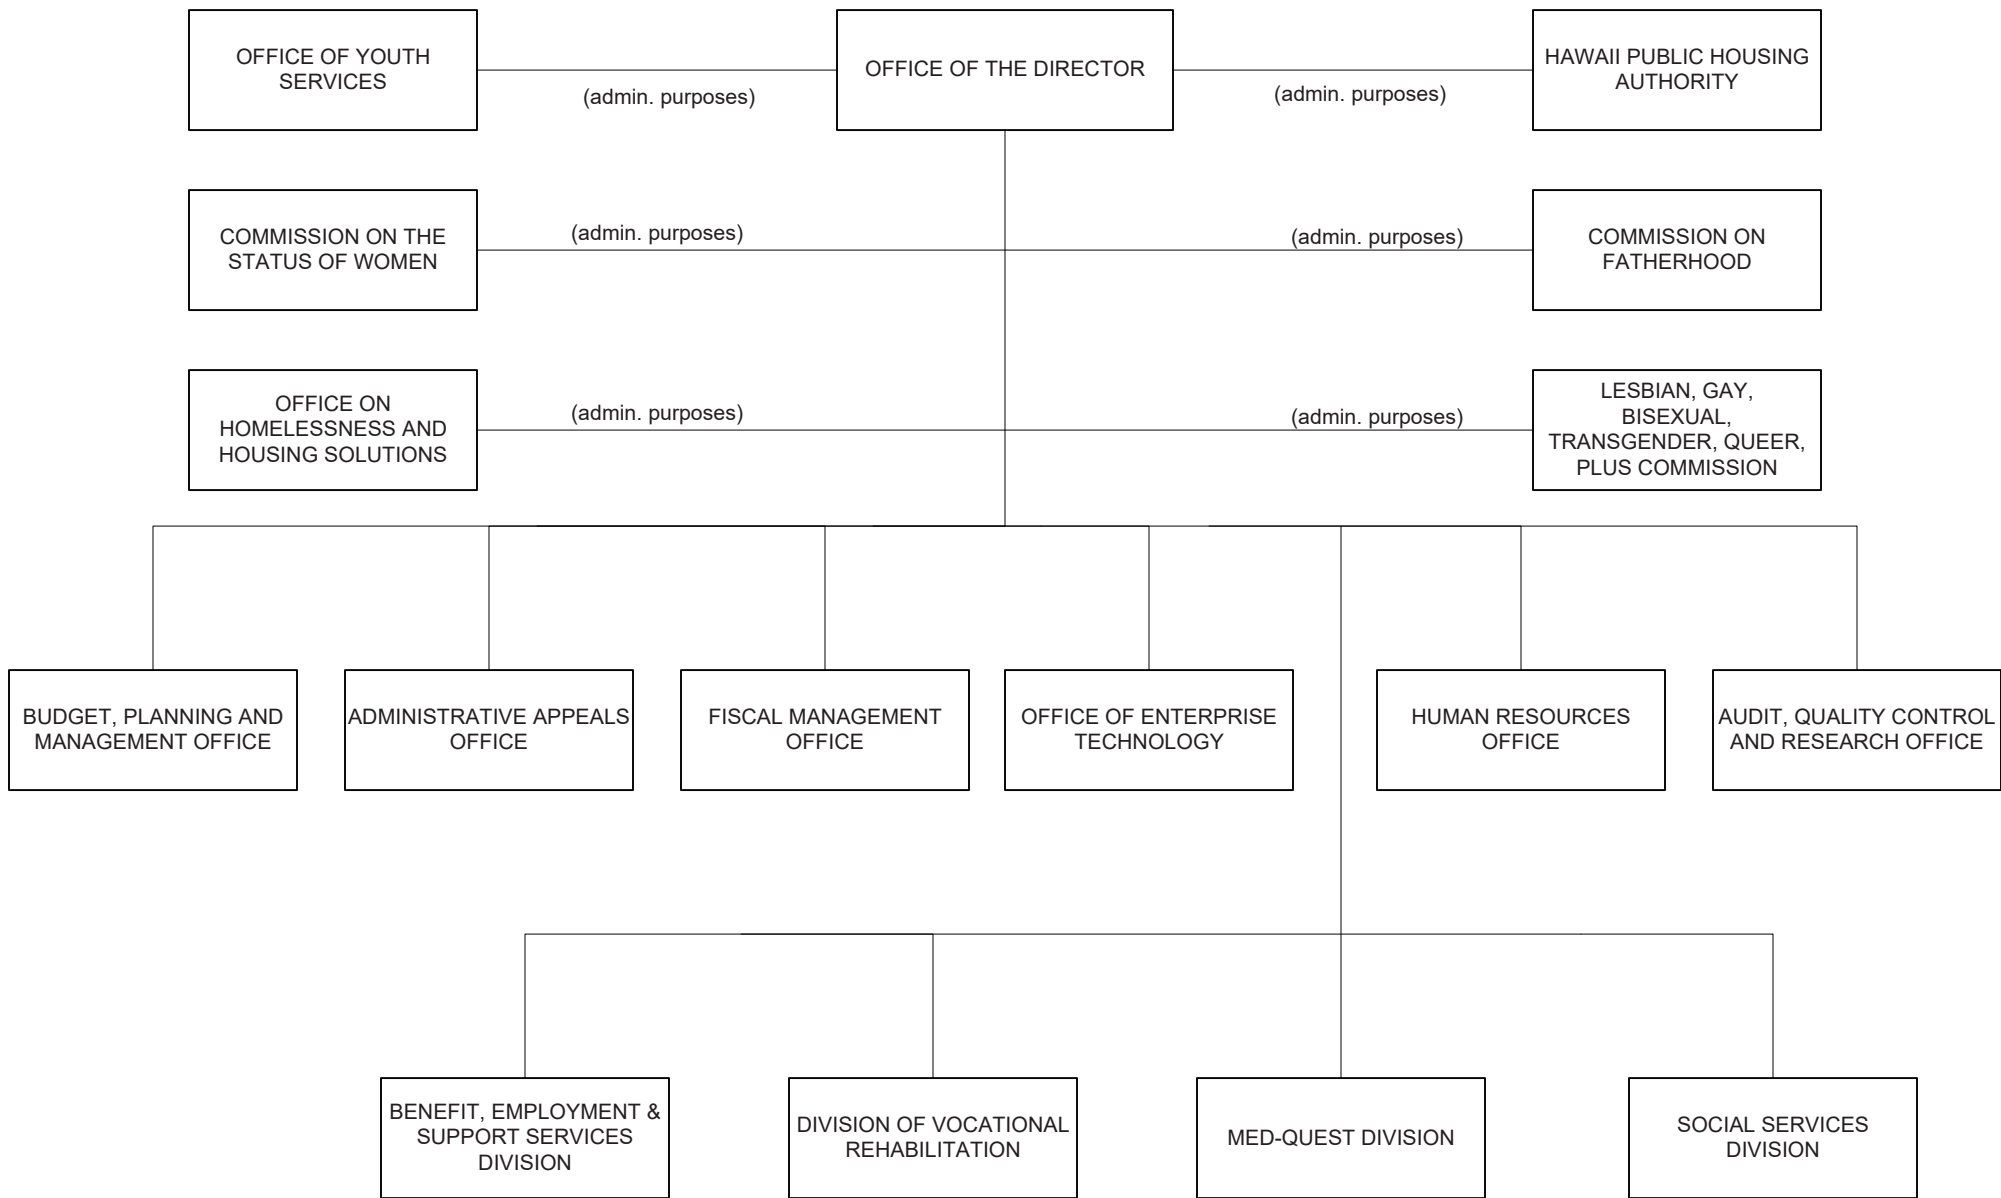 OFFICE OF YOUTH
SERVICES
(admin. purposes)
OFFICE OF THE DIRECTOR
(admin. purposes)
HAWAII PUBLIC HOUSING
AUTHORITY
COMMISSION ON THE
STATUS OF WOMEN
(admin. purposes)
(admin. purposes)
COMMISSION ON
FATHERHOOD
OFFICE ON
HOMELESSNESS AND
HOUSING SOLUTIONS
(admin. purposes)
(admin. purposes)
LESBIAN, GAY,
BISEXUAL,
TRANSGENDER, QUEER,
PLUS COMMISSION
BUDGET, PLANNING AND
MANAGEMENT OFFICE
ADMINISTRATIVE APPEALS
OFFICE
FISCAL MANAGEMENT
OFFICE
OFFICE OF ENTERPRISE
TECHNOLOGY
HUMAN RESOURCES
OFFICE
AUDIT, QUALITY CONTROL
AND RESEARCH OFFICE
BENEFIT, EMPLOYMENT &
SUPPORT SERVICES
DIVISION
DIVISION OF VOCATIONAL
REHABILITATION
MED-QUEST DIVISION
SOCIAL SERVICES
DIVISION